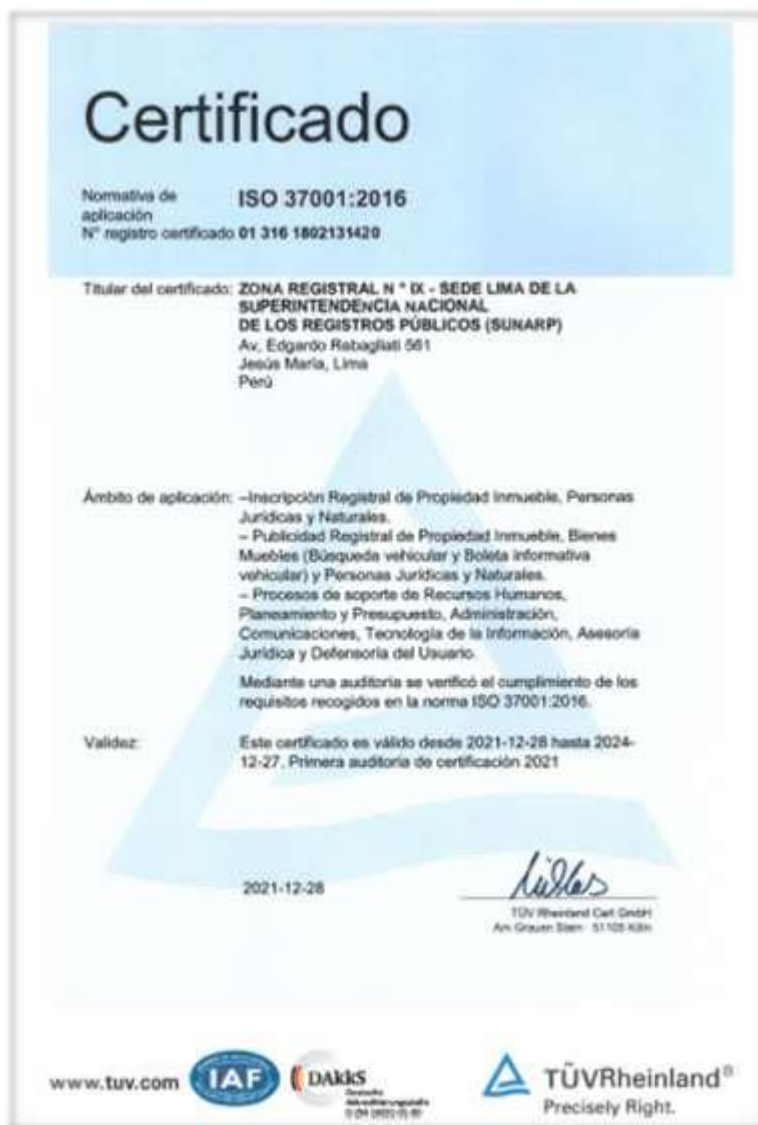 Certificado
Normativa de
aplicación
ISO 37001:2016
N° registro certificado 01 316 1802131420
Titular del certificado: ZONA REGISTRAL N ° IX - SEDE LIMA DE LA
SUPERINTENDENCIA NACIONAL
DE LOS REGISTROS PÚBLICOS (SUNARP)
Av. Edgardo Rebagliati 561
Jesús María, Lima
Perú
Ámbito de aplicación: –Inscripción Registral de Propiedad Inmueble, Personas
Jurídicas y Naturales.
– Publicidad Registral de Propiedad Inmueble, Bienes
Muebles (Búsqueda vehicular y Boleta informativa
vehicular) y Personas Jurídicas y Naturales.
– Procesos de soporte de Recursos Humanos,
Planeamiento y Presupuesto, Administración,
Comunicaciones, Tecnología de la Información, Asesoría
Jurídica y Defensoría del Usuario.
Mediante una auditoría se verificó el cumplimiento de los
requisitos recogidos en la norma ISO 37001:2016.
Validez: Este certificado es válido desde 2021-12-28 hasta 2024-
12-27. Primera auditoría de certificación 2021
2021-12-28
TÜV Rheinland Cert GmbH
Am Grauen Stein · 51105 Köln
www.tuv.com
IAF
DAkkS
Deutsche
Akkreditierungsstelle
TÜVRheinland®
Precisely Right.